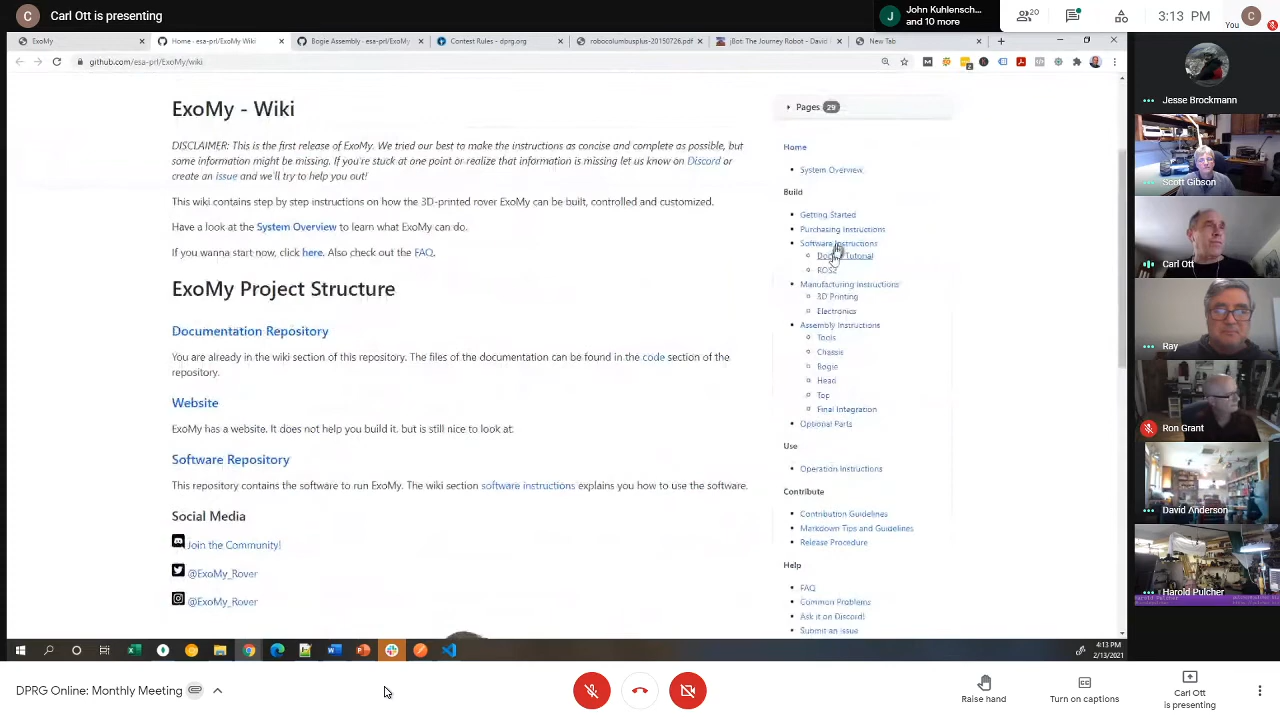 C Carl Ott is presenting
J John Kuhlensch...
and 10 more
20
3:13 PM
C
You
ExoMy
Home · esa-prl/ExoMy Wiki
Bogie Assembly · esa-prl/ExoMy
Contest Rules - dprg.org
robocolumbusplus-20150726.pdf
jBot: The Journey Robot - David
New Tab
github.com/esa-prl/ExoMy/wiki
ExoMy - Wiki
DISCLAIMER: This is the first release of ExoMy. We tried our best to make the instructions as concise and complete as possible, but
some information might be missing. If you're stuck at one point or realize that information is missing let us know on Discord or
create an issue and we'll try to help you out!
This wiki contains step by step instructions on how the 3D-printed rover ExoMy can be built, controlled and customized.
Have a look at the System Overview to learn what ExoMy can do.
If you wanna start now, click here. Also check out the FAQ.
ExoMy Project Structure
Documentation Repository
You are already in the wiki section of this repository. The files of the documentation can be found in the code section of the
repository.
Website
ExoMy has a website. It does not help you build it, but is still nice to look at.
Software Repository
This repository contains the software to run ExoMy. The wiki section software instructions explains you how to use the software.
Social Media
Join the Community!
@ExoMy_Rover
@ExoMy_Rover
Pages 29
Home
System Overview
Build
Getting Started
Purchasing Instructions
Software Instructions
Tutorial
ROS2
Manufacturing Instructions
3D Printing
Electronics
Assembly Instructions
Tools
Chassis
Bogie
Head
Top
Final Integration
Optional Parts
Use
Operation Instructions
Contribute
Contribution Guidelines
Markdown Tips and Guidelines
Release Procedure
Help
FAQ
Common Problems
Ask it on Discord!
Submit an Issue
Jesse Brockmann
Scott Gibson
Carl Ott
Ray
Ron Grant
David Anderson
Harold Pulcher
4:13 PM
2/13/2021
DPRG Online: Monthly Meeting
Raise hand
Turn on captions
Carl Ott
is presenting